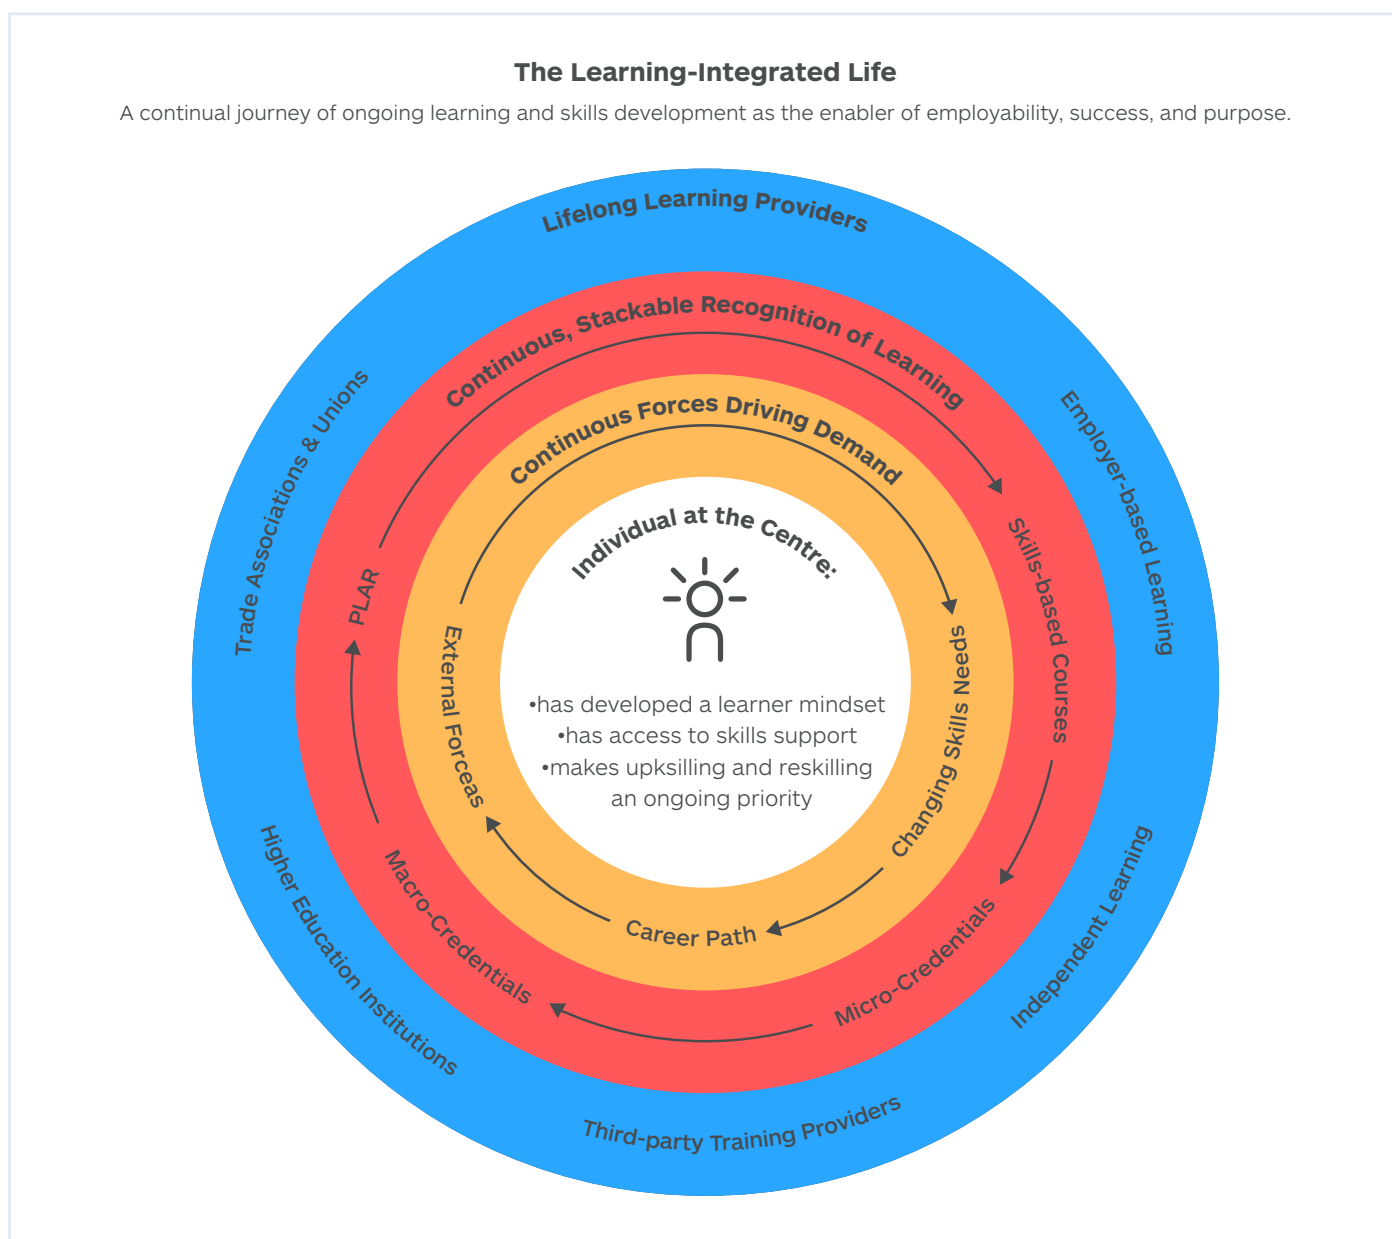 The Learning-Integrated Life
A continual journey of ongoing learning and skills development as the enabler of employability, success, and purpose.
Lifelong Learning Providers
Employer-based Learning
Independent Learning
Third-party Training Providers
Higher Education Institutions
Trade Associations & Unions
Continuous, Stackable Recognition of Learning
Skills-based Courses
Micro-Credentials
Macro-Credentials
PLAR
Continuous Forces Driving Demand
Changing Skills Needs
Career Path
External Forceas
Individual at the Centre:
•has developed a learner mindset
•has access to skills support
•makes upksilling and reskilling
an ongoing priority